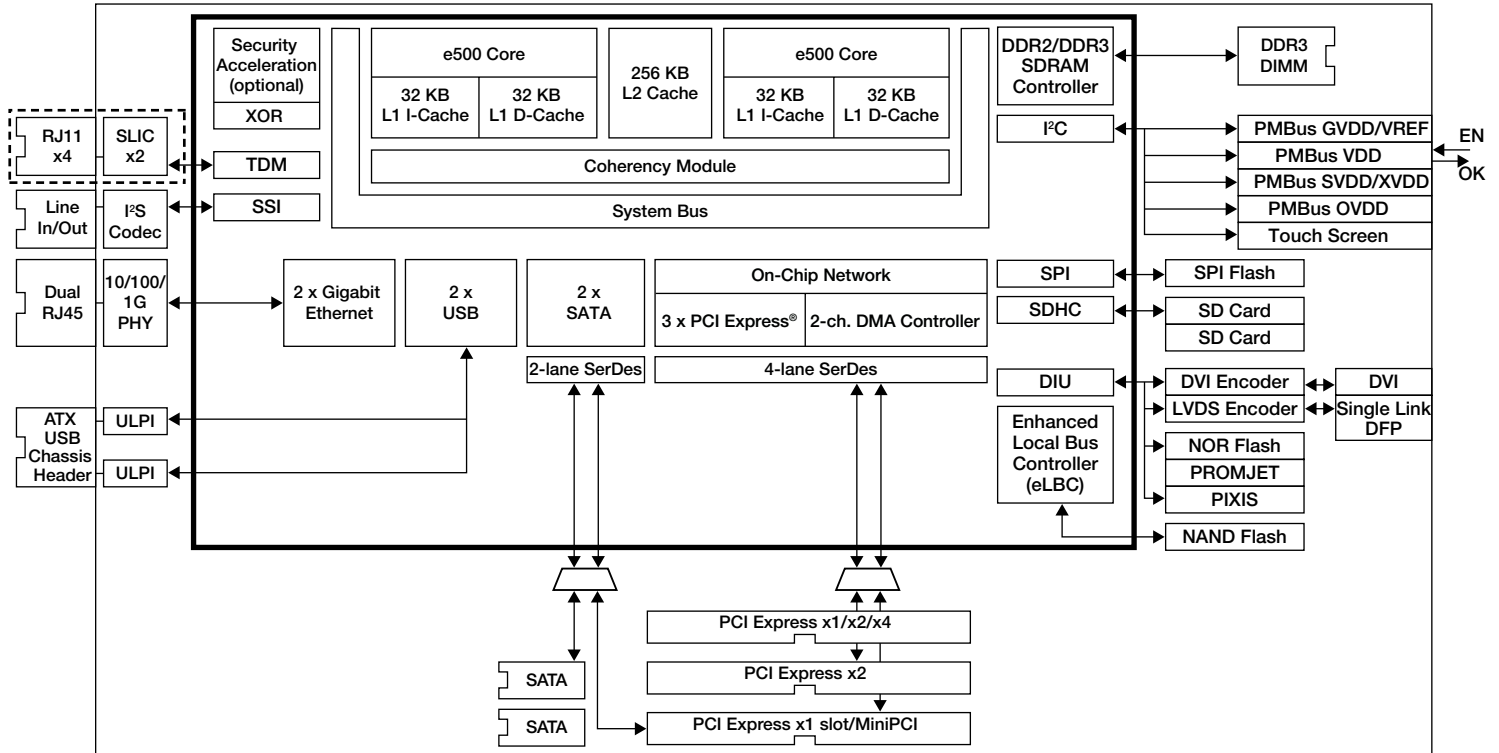 Security
Acceleration
(optional)
XOR
e500 Core
32 KB
L1 I-Cache
32 KB
L1 D-Cache
256 KB
L2 Cache
e500 Core
32 KB
L1 I-Cache
32 KB
L1 D-Cache
Coherency Module
System Bus
DDR2/DDR3
SDRAM
Controller
DDR3
DIMM
RJ11
x4
SLIC
x2
TDM
I²C
PMBus GVDD/VREF
PMBus VDD
PMBus SVDD/XVDD
PMBus OVDD
Touch Screen
EN
OK
Line
In/Out
I²S
Codec
SSI
Dual
RJ45
10/100/
1G
PHY
2 x Gigabit
Ethernet
2 x
USB
2 x
SATA
On-Chip Network
3 x PCI Express®
2-ch. DMA Controller
2-lane SerDes
4-lane SerDes
SPI
SPI Flash
SDHC
SD Card
SD Card
DIU
DVI Encoder
LVDS Encoder
DVI
Single Link
DFP
Enhanced
Local Bus
Controller
(eLBC)
NOR Flash
PROMJET
PIXIS
NAND Flash
ATX
USB
Chassis
Header
ULPI
ULPI
PCI Express x1/x2/x4
SATA
PCI Express x2
SATA
PCI Express x1 slot/MiniPCI